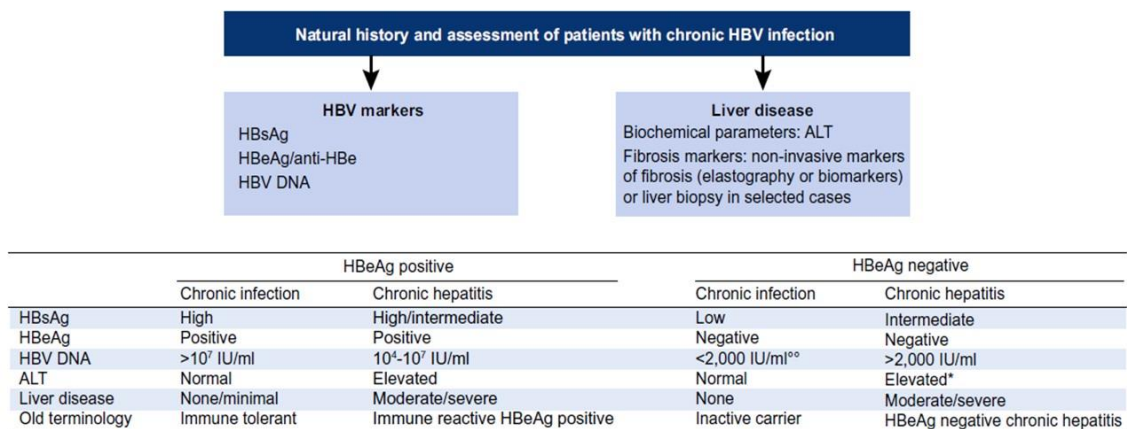 Natural history and assessment of patients with chronic HBV infection
HBV markers
HBsAg
HBeAg/anti-HBe
HBV DNA
Liver disease
Biochemical parameters: ALT
Fibrosis markers: non-invasive markers
of fibrosis (elastography or biomarkers)
or liver biopsy in selected cases
HBeAg positive HBeAg negative
Chronic infection Chronic hepatitis Chronic infection Chronic hepatitis
HBsAg High High/intermediate Low Intermediate
HBeAg Positive Positive Negative Negative
HBV DNA >10⁷ IU/ml 10⁴-10⁷ IU/ml <2,000 IU/ml°° >2,000 IU/ml
ALT Normal Elevated Normal Elevated*
Liver disease None/minimal Moderate/severe None Moderate/severe
Old terminology Immune tolerant Immune reactive HBeAg positive Inactive carrier HBeAg negative chronic hepatitis